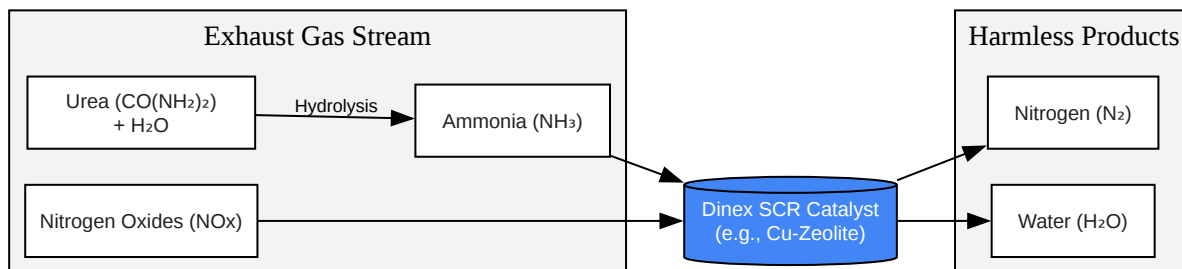 Exhaust Gas Stream
Urea (CO(NH₂)₂)
+ H₂O
Hydrolysis
Ammonia (NH₃)
Nitrogen Oxides (NOx)
Dinex SCR Catalyst
(e.g., Cu-Zeolite)
Harmless Products
Nitrogen (N₂)
Water (H₂O)